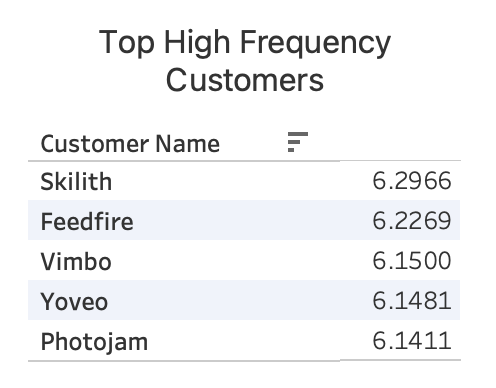 Top High Frequency
Customers
Customer Name
Skilith 6.2966
Feedfire 6.2269
Vimbo 6.1500
Yoveo 6.1481
Photojam 6.1411